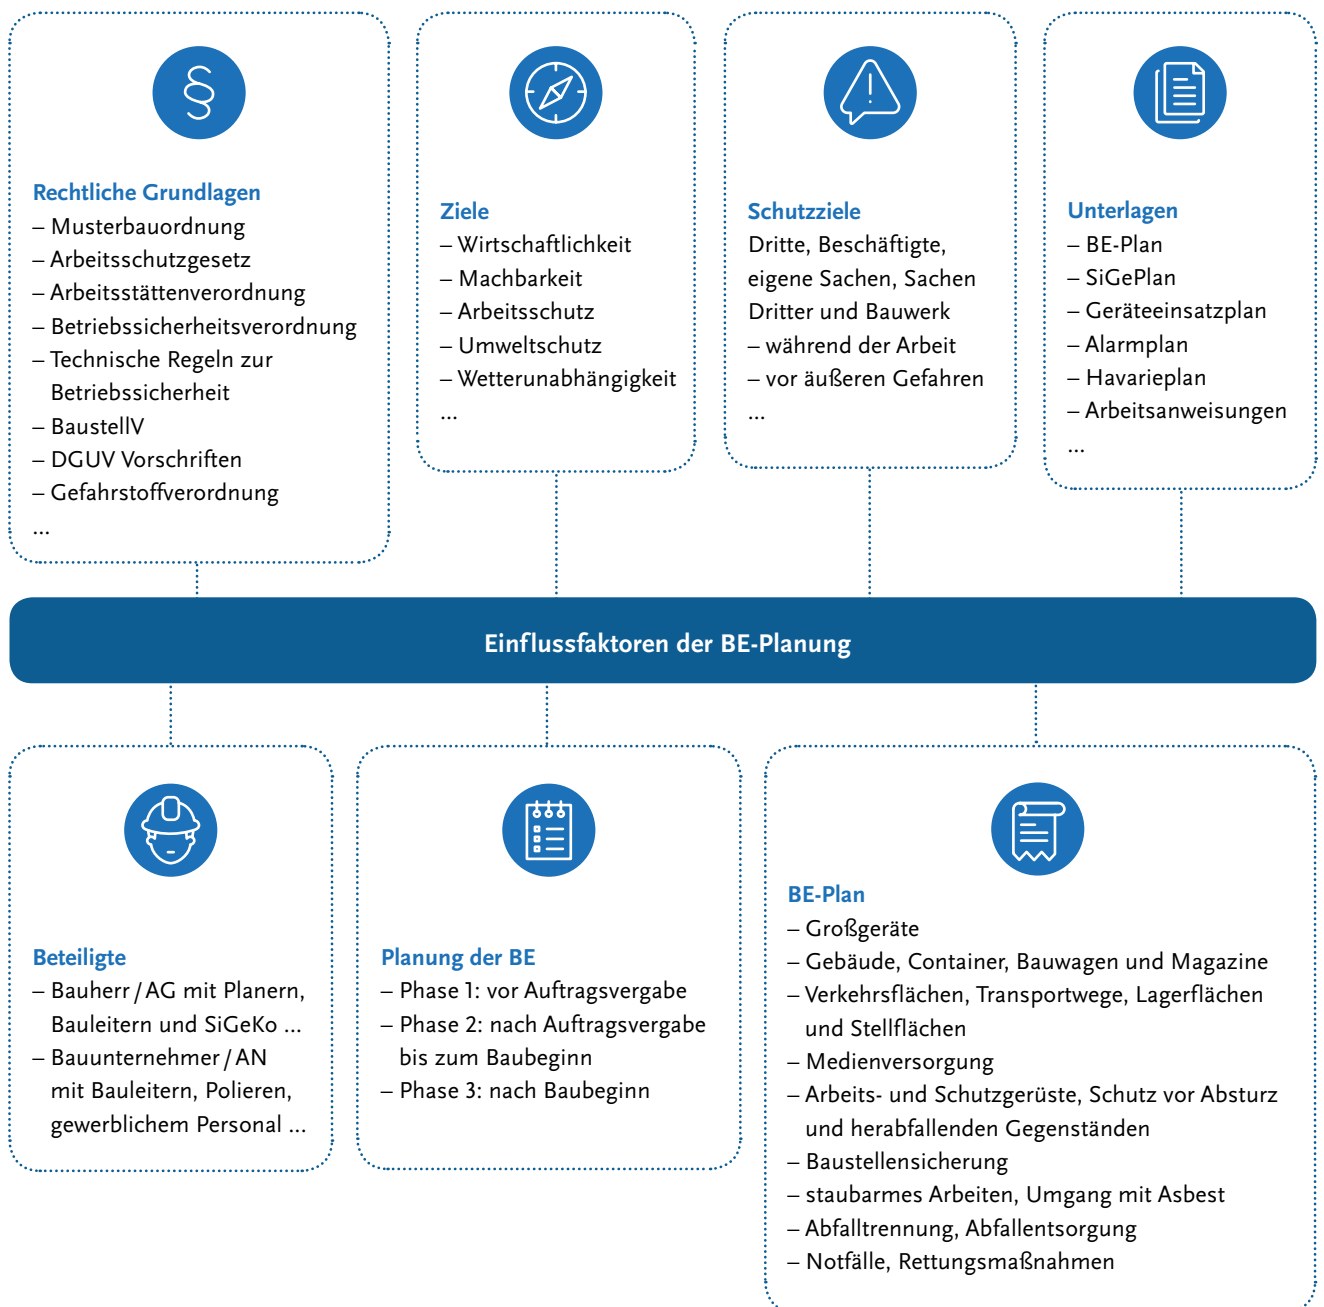 Rechtliche Grundlagen
– Musterbauordnung
– Arbeitsschutzgesetz
– Arbeitsstättenverordnung
– Betriebssicherheitsverordnung
– Technische Regeln zur
Betriebssicherheit
– BaustellV
– DGUV Vorschriften
– Gefahrstoffverordnung
...
Ziele
– Wirtschaftlichkeit
– Machbarkeit
– Arbeitsschutz
– Umweltschutz
– Wetterunabhängigkeit
...
Schutzziele
Dritte, Beschäftigte,
eigene Sachen, Sachen
Dritter und Bauwerk
– während der Arbeit
– vor äußeren Gefahren
...
Unterlagen
– BE-Plan
– SiGePlan
– Geräteeinsatzplan
– Alarmplan
– Havarieplan
– Arbeitsanweisungen
...
Einflussfaktoren der BE-Planung
Beteiligte
– Bauherr / AG mit Planern,
Bauleitern und SiGeKo ...
– Bauunternehmer / AN
mit Bauleitern, Polieren,
gewerblichem Personal ...
Planung der BE
– Phase 1: vor Auftragsvergabe
– Phase 2: nach Auftragsvergabe
bis zum Baubeginn
– Phase 3: nach Baubeginn
BE-Plan
– Großgeräte
– Gebäude, Container, Bauwagen und Magazine
– Verkehrsflächen, Transportwege, Lagerflächen
und Stellflächen
– Medienversorgung
– Arbeits- und Schutzgerüste, Schutz vor Absturz
und herabfallenden Gegenständen
– Baustellensicherung
– staubarmes Arbeiten, Umgang mit Asbest
– Abfalltrennung, Abfallentsorgung
– Notfälle, Rettungsmaßnahmen